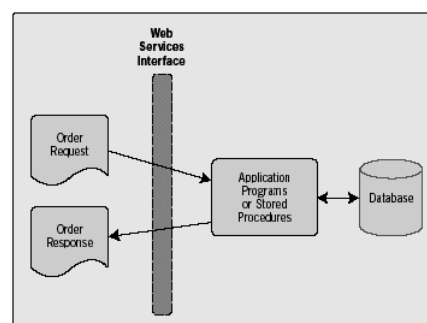 Web
Services
Interface
Order
Request
Application
Programs
or Stored
Procedures
Database
Order
Response